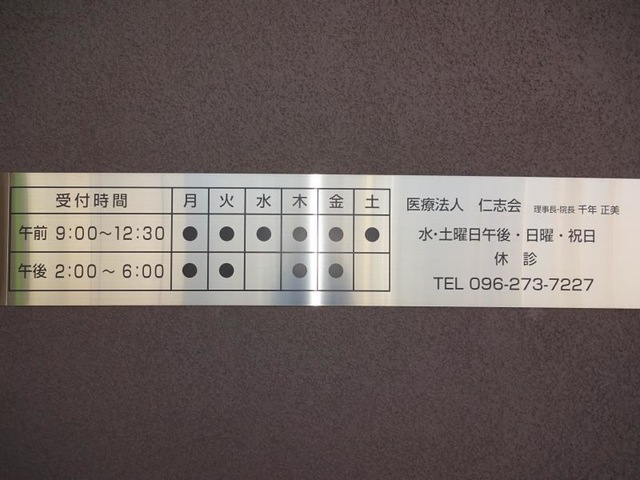 受付時間 月 火 水 木 金 土
午前 9:00～12:30 ● ● ● ● ● ●
午後 2:00～6:00 ● ● ● ●
医療法人 仁志会 理事長・院長 千年 正美
水・土曜日午後・日曜・祝日
休 診
TEL 096-273-7227